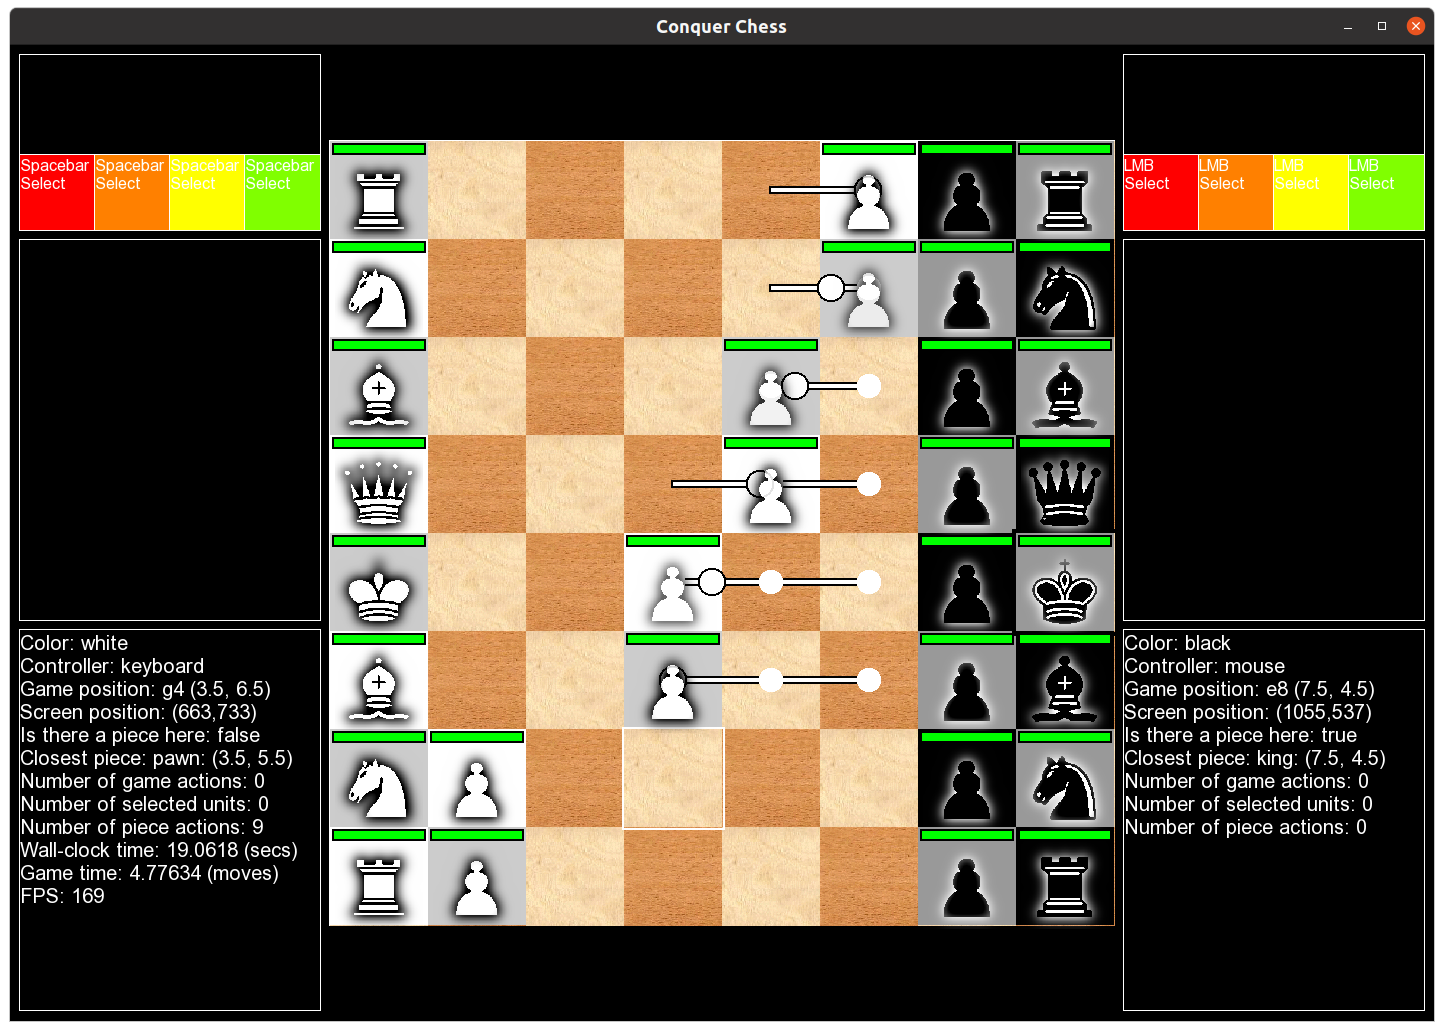 Conquer Chess
Spacebar Spacebar Spacebar Spacebar
Select Select Select Select
LMB LMB LMB LMB
Select Select Select Select
Color: white
Controller: keyboard
Game position: g4 (3.5, 6.5)
Screen position: (663,733)
Is there a piece here: false
Closest piece: pawn: (3.5, 5.5)
Number of game actions: 0
Number of selected units: 0
Number of piece actions: 9
Wall-clock time: 19.0618 (secs)
Game time: 4.77634 (moves)
FPS: 169
Color: black
Controller: mouse
Game position: e8 (7.5, 4.5)
Screen position: (1055,537)
Is there a piece here: true
Closest piece: king: (7.5, 4.5)
Number of game actions: 0
Number of selected units: 0
Number of piece actions: 0